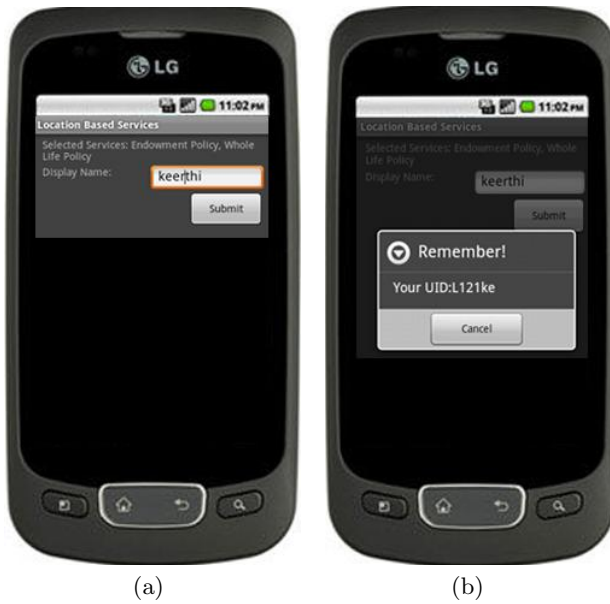 LG
11:02 PM
Location Based Services
Selected Services: Endowment Policy, Whole
Life Policy
Display Name:
keerthi
Submit
(a)
LG
11:02 PM
Location Based Services
Selected Services: Endowment Policy, Whole
Life Policy
Display Name:
keerthi
Submit
Remember!
Your UID:L121ke
Cancel
(b)